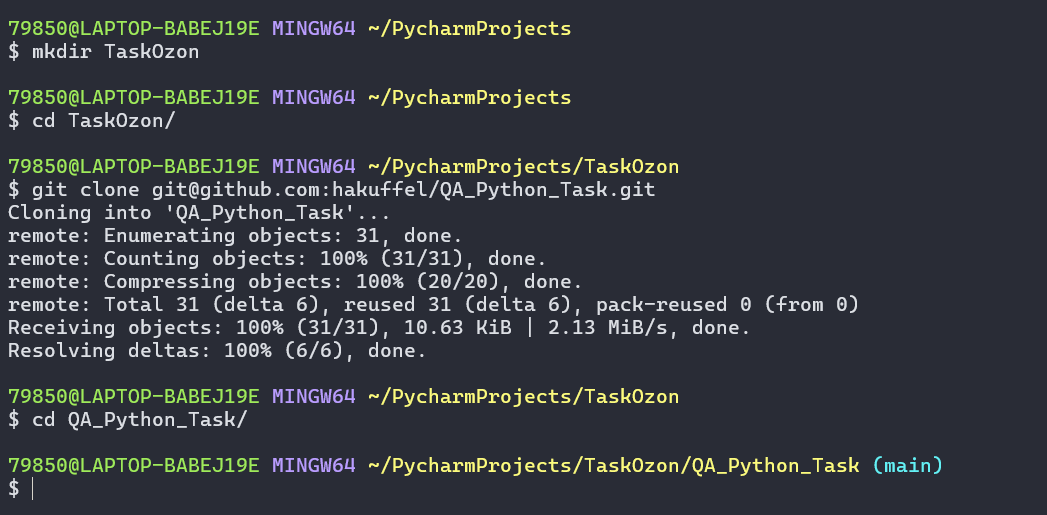 79850@LAPTOP-BABEJ19E MINGW64 ~/PycharmProjects
$ mkdir TaskOzon
79850@LAPTOP-BABEJ19E MINGW64 ~/PycharmProjects
$ cd TaskOzon/
79850@LAPTOP-BABEJ19E MINGW64 ~/PycharmProjects/TaskOzon
$ git clone git@github.com:hakuffel/QA_Python_Task.git
Cloning into 'QA_Python_Task'...
remote: Enumerating objects: 31, done.
remote: Counting objects: 100% (31/31), done.
remote: Compressing objects: 100% (20/20), done.
remote: Total 31 (delta 6), reused 31 (delta 6), pack-reused 0 (from 0)
Receiving objects: 100% (31/31), 10.63 KiB | 2.13 MiB/s, done.
Resolving deltas: 100% (6/6), done.
79850@LAPTOP-BABEJ19E MINGW64 ~/PycharmProjects/TaskOzon
$ cd QA_Python_Task/
79850@LAPTOP-BABEJ19E MINGW64 ~/PycharmProjects/TaskOzon/QA_Python_Task (main)
$